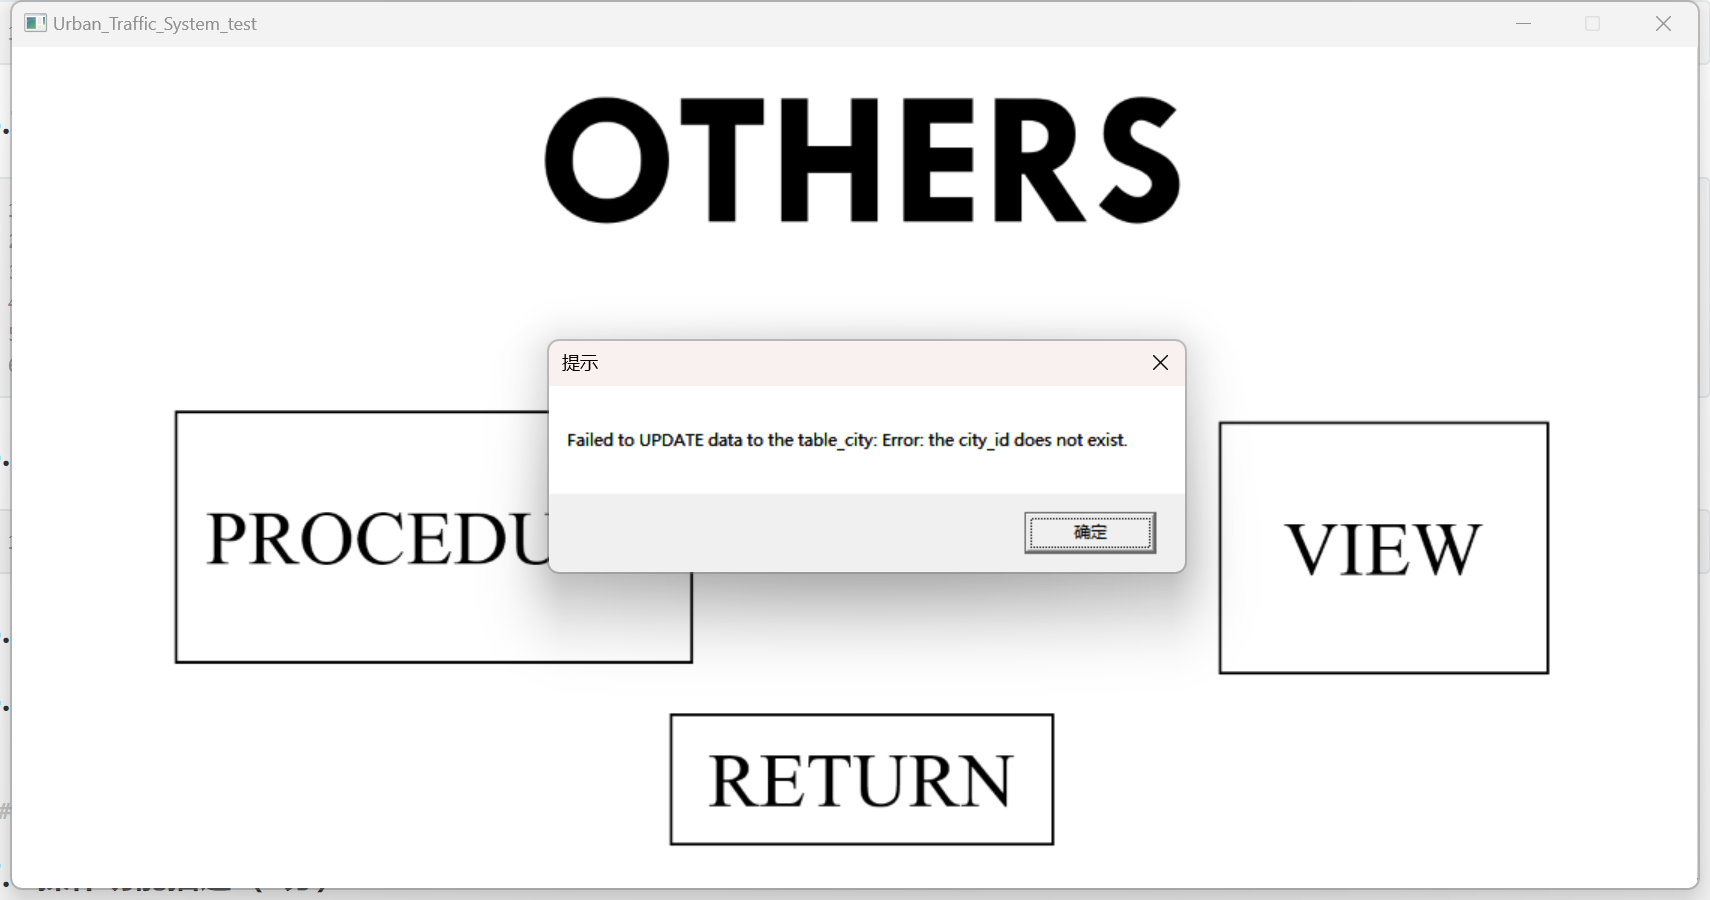 Urban_Traffic_System_test
OTHERS
提示
Failed to UPDATE data to the table_city: Error: the city_id does not exist.
确定
PROCEDU
VIEW
RETURN